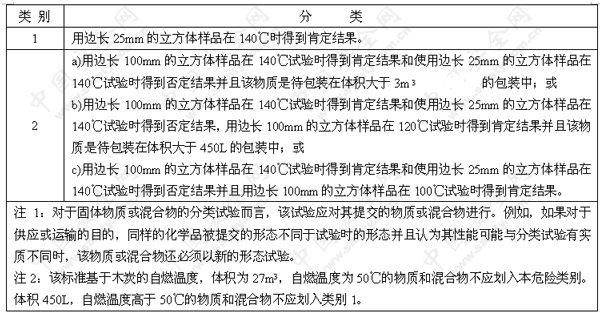 类 别 分 类
1 用边长 25mm 的立方体样品在 140℃时得到肯定结果。
a)用边长 100mm 的立方体样品在 140℃试验时得到肯定结果和使用边长 25mm 的立方体样品在
140℃试验时得到否定结果并且该物质是待包装在体积大于 3m³ 的包装中；或
b)用边长 100mm 的立方体样品在 140℃试验时得到肯定结果和使用边长 25mm 的立方体样品在
2 140℃试验时得到否定结果，用边长 100mm 的立方体样品在 120℃试验时得到肯定结果并且该物
质是待包装在体积大于 450L 的包装中；或
c)用边长 100mm 的立方体样品在 140℃试验时得到肯定结果和使用边长 25mm 的立方体样品在
140℃试验时得到否定结果并且用边长 100mm 的立方体样品在 100℃试验时得到肯定结果。
注 1：对于固体物质或混合物的分类试验而言，该试验应对其提交的物质或混合物进行。例如，如果对于
供应或运输的目的，同样的化学品被提交的形态不同于试验时的形态并且认为其性能可能与分类试验有实
质不同时，该物质或混合物还必须以新的形态试验。
注 2：该标准基于木炭的自燃温度，体积为 27m³，自燃温度为 50℃的物质和混合物不应划入本危险类别。
体积 450L，自燃温度高于 50℃的物质和混合物不应划入类别 1。